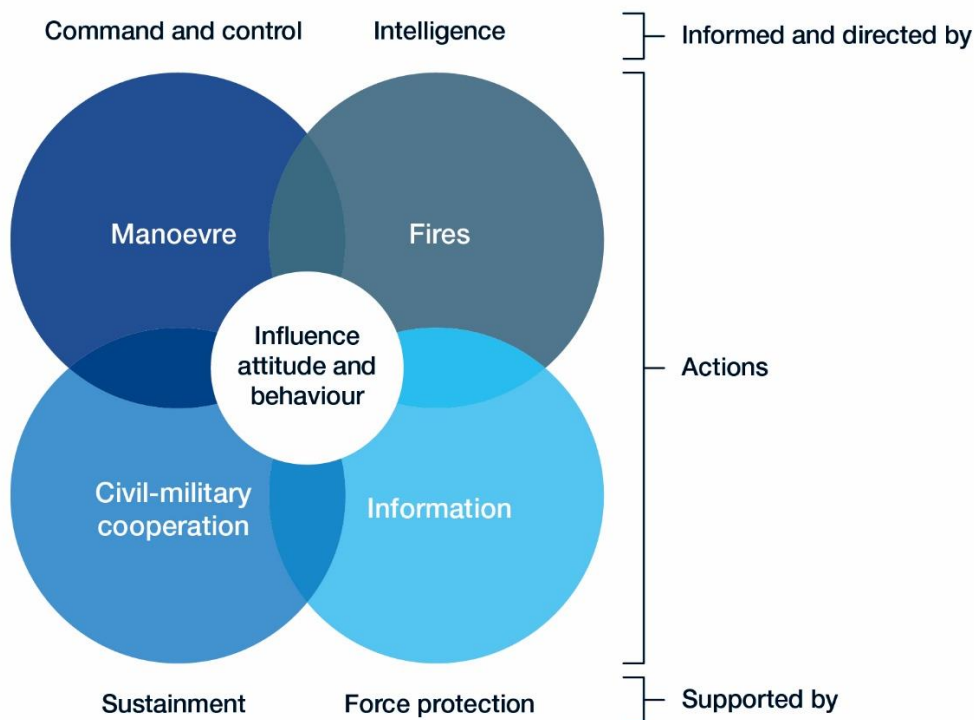 Command and control
Intelligence
Informed and directed by
Manoevre
Fires
Influence
attitude and
behaviour
Actions
Civil-military
cooperation
Information
Sustainment
Force protection
Supported by